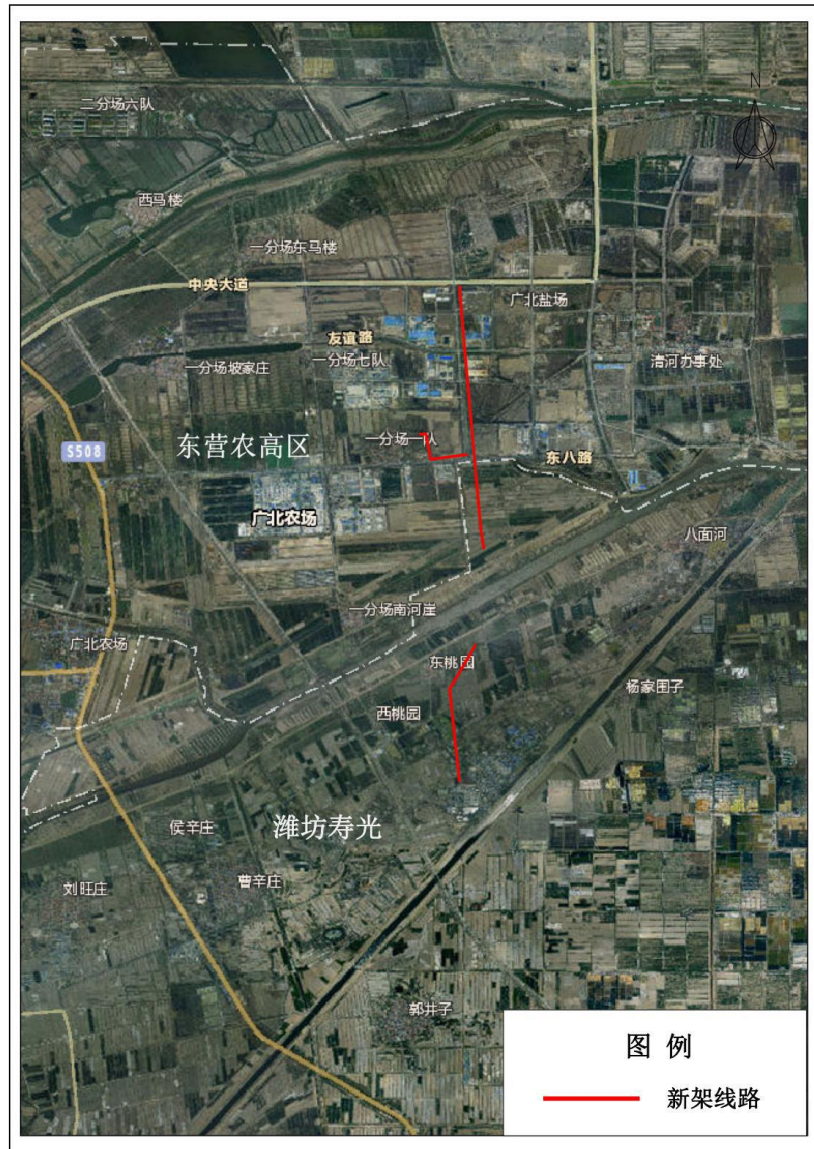 N
二分场六队
西马楼
一分场东马楼
中央大道
广北盐场
友谊路
一分场七队
一分场坡家庄
清河办事处
东营农高区
一分场一队
S508
东八路
广北农场
八面河
一分场南河崖
广北农场
东桃园
杨家围子
西桃园
潍坊寿光
侯辛庄
曹辛庄
刘旺庄
郭井子
图 例
新架线路